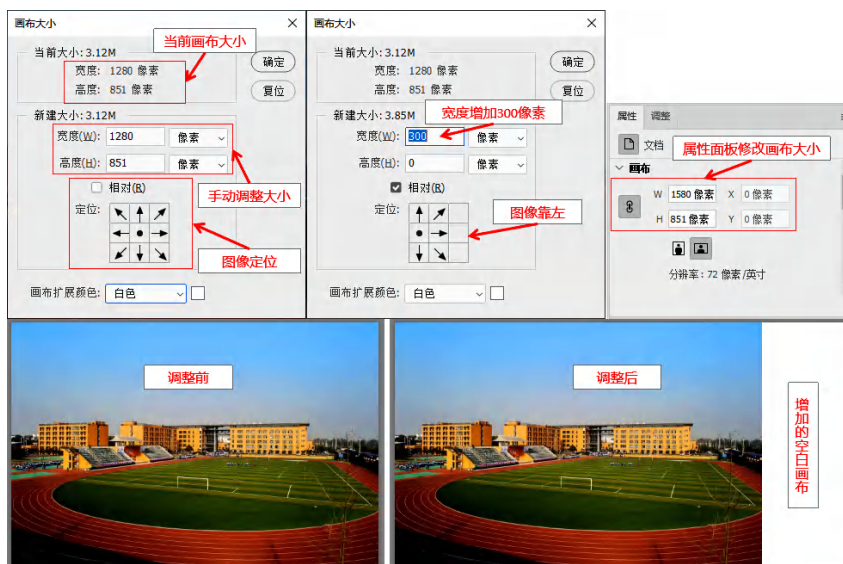 画布大小
当前大小: 3.12M
当前画布大小
宽度: 1280 像素
高度: 851 像素
确定
复位
新建大小: 3.12M
宽度(W): 1280 像素
高度(H): 851 像素
相对(R)
手动调整大小
定位:
图像定位
画布扩展颜色: 白色
画布大小
当前大小: 3.12M
宽度: 1280 像素
高度: 851 像素
确定
复位
新建大小: 3.85M
宽度增加300像素
宽度(W): 300 像素
高度(H): 0 像素
相对(R)
定位:
图像靠左
画布扩展颜色: 白色
属性 调整
文档
属性面板修改画布大小
画布
W 1580 像素 X 0 像素
H 851 像素 Y 0 像素
分辨率: 72 像素/英寸
调整前
调整后
增加的空白画布